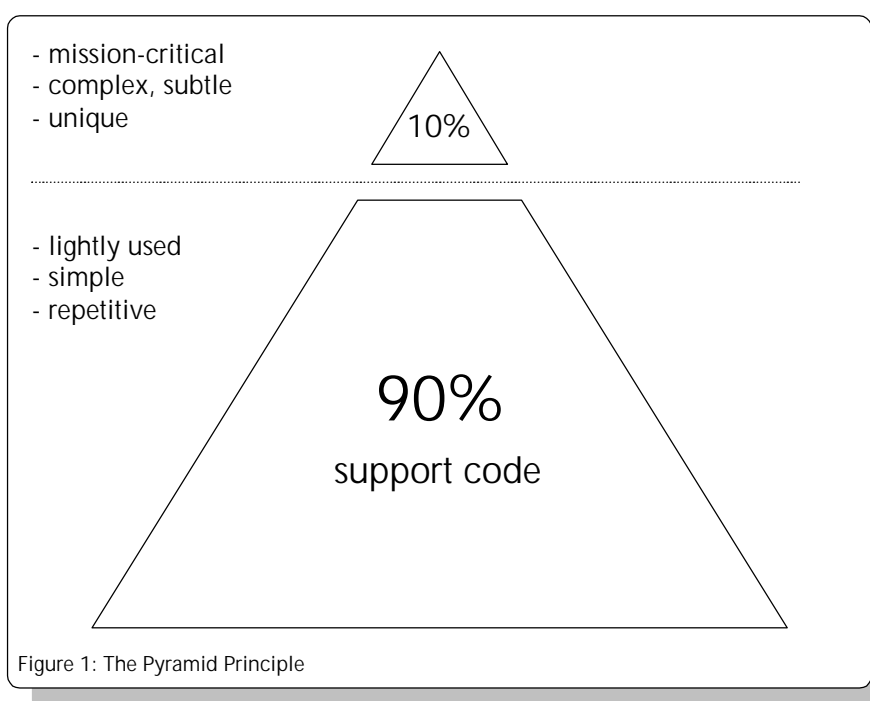 - mission-critical
- complex, subtle
- unique
10%
- lightly used
- simple
- repetitive
90%
support code
Figure 1: The Pyramid Principle